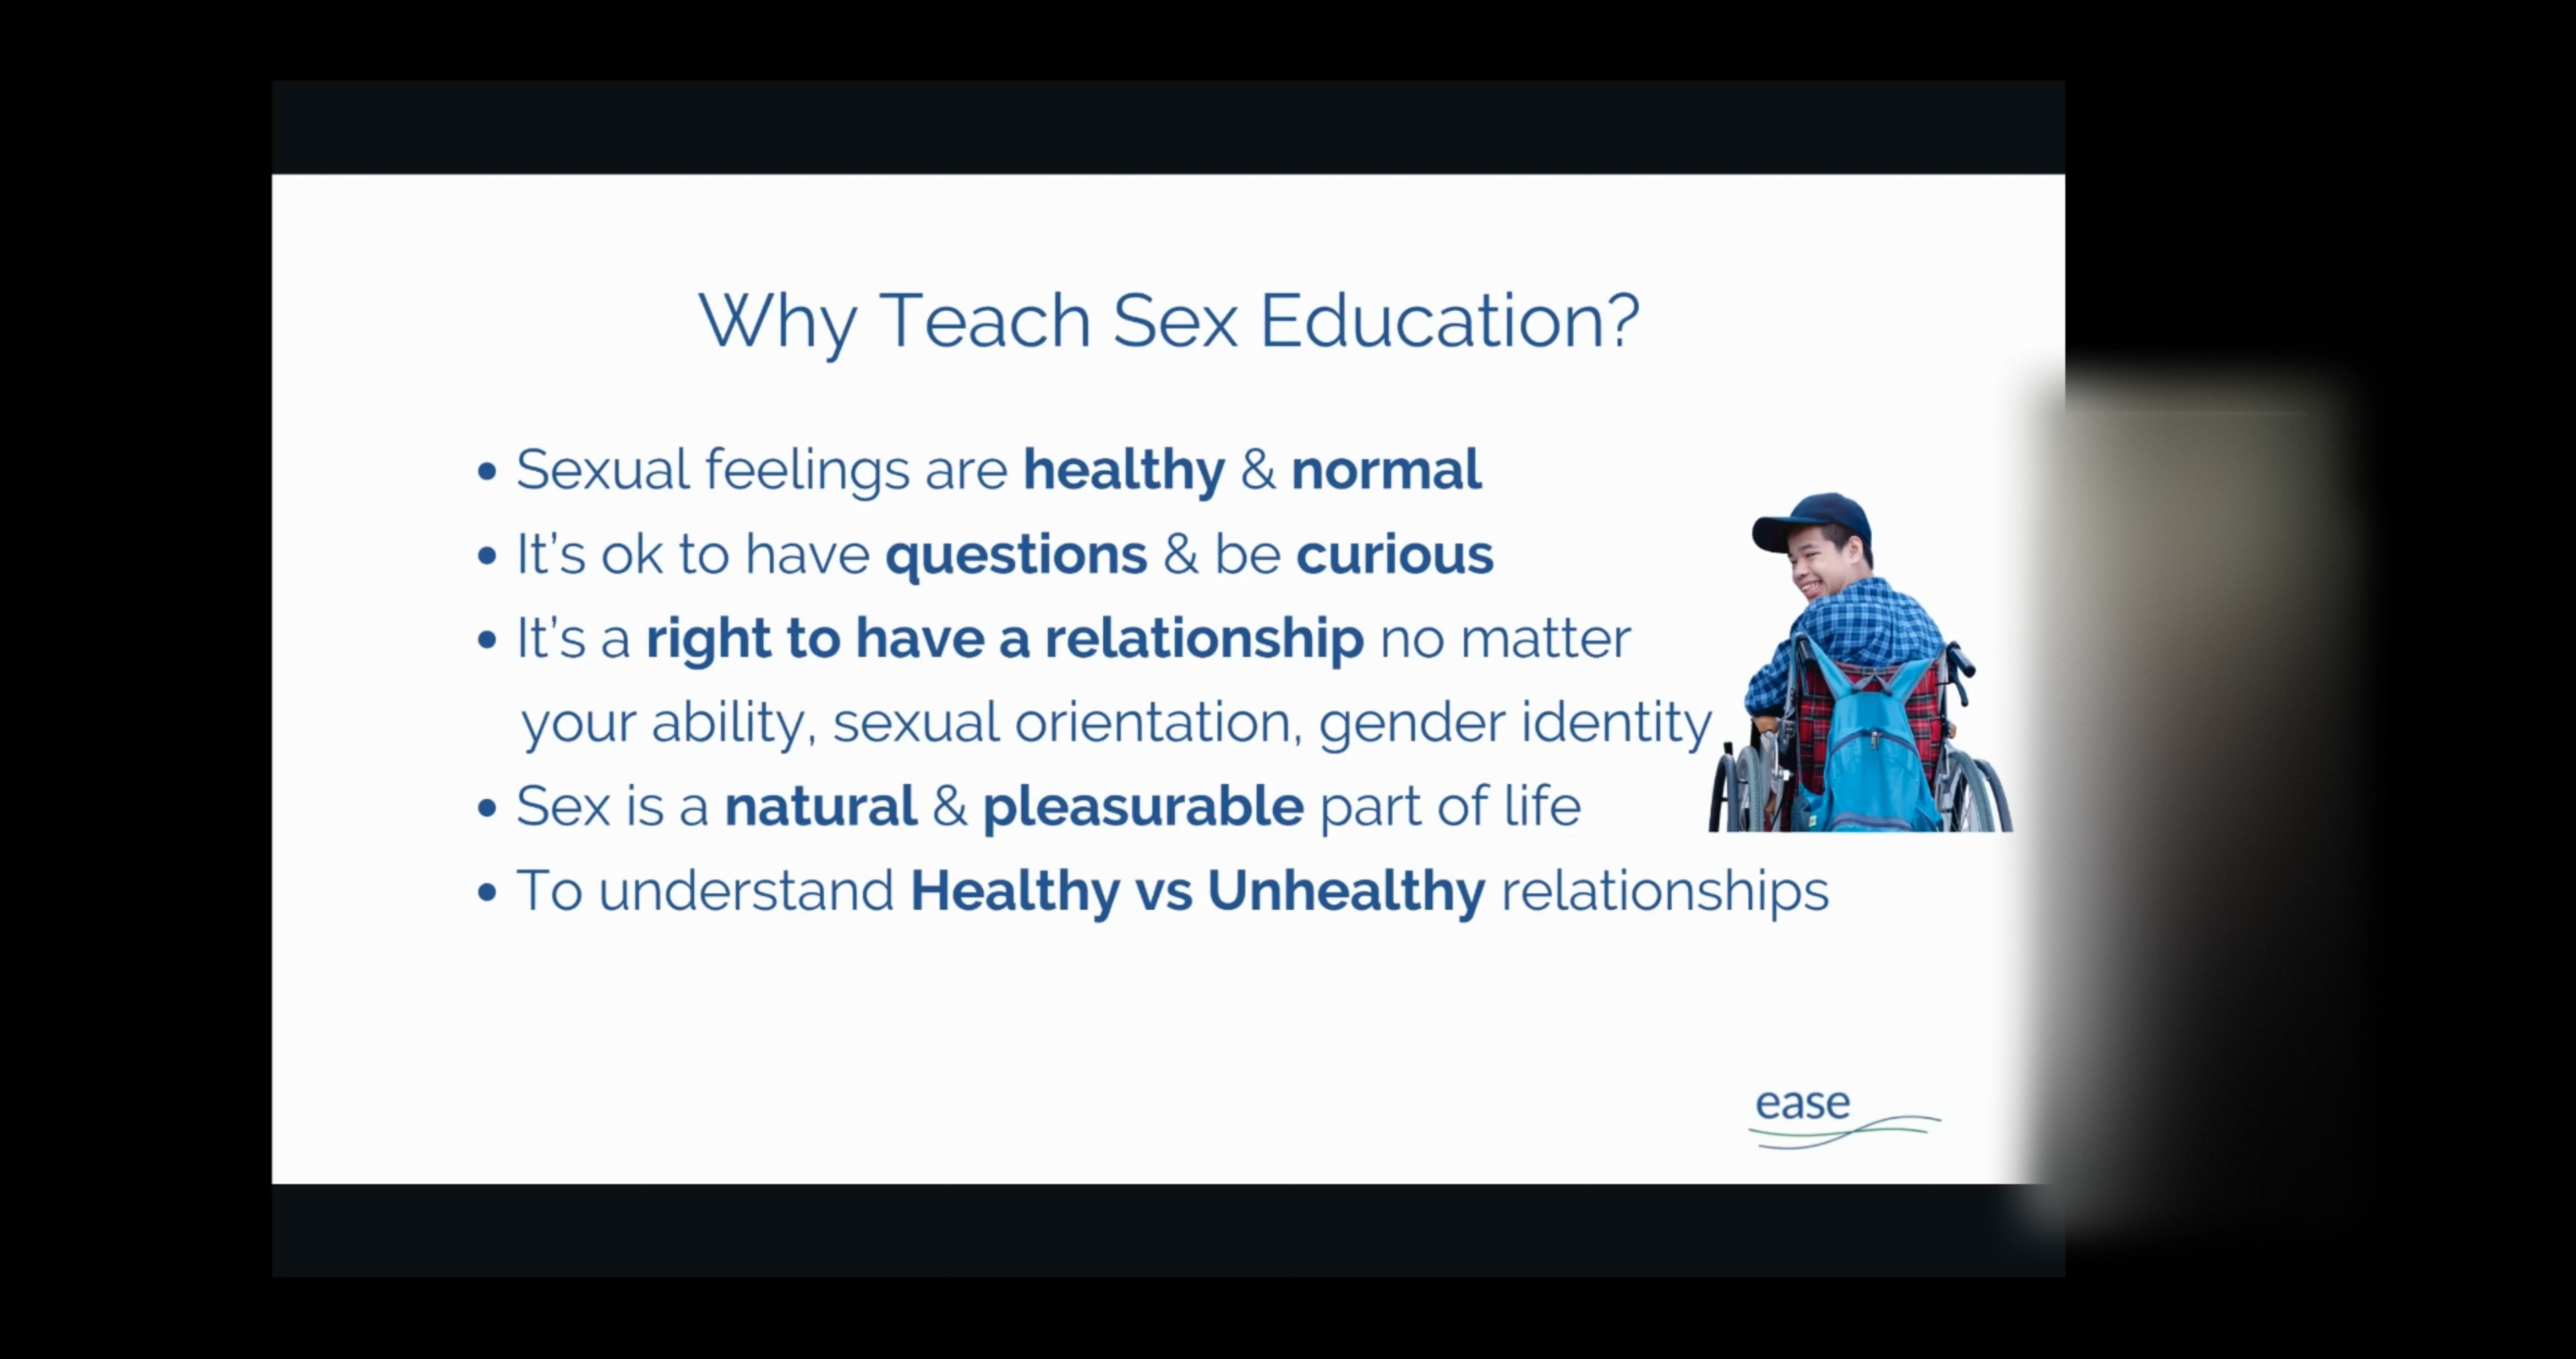 Why Teach Sex Education?
• Sexual feelings are healthy & normal
• It's ok to have questions & be curious
• It's a right to have a relationship no matter
your ability, sexual orientation, gender identity
• Sex is a natural & pleasurable part of life
• To understand Healthy vs Unhealthy relationships
ease